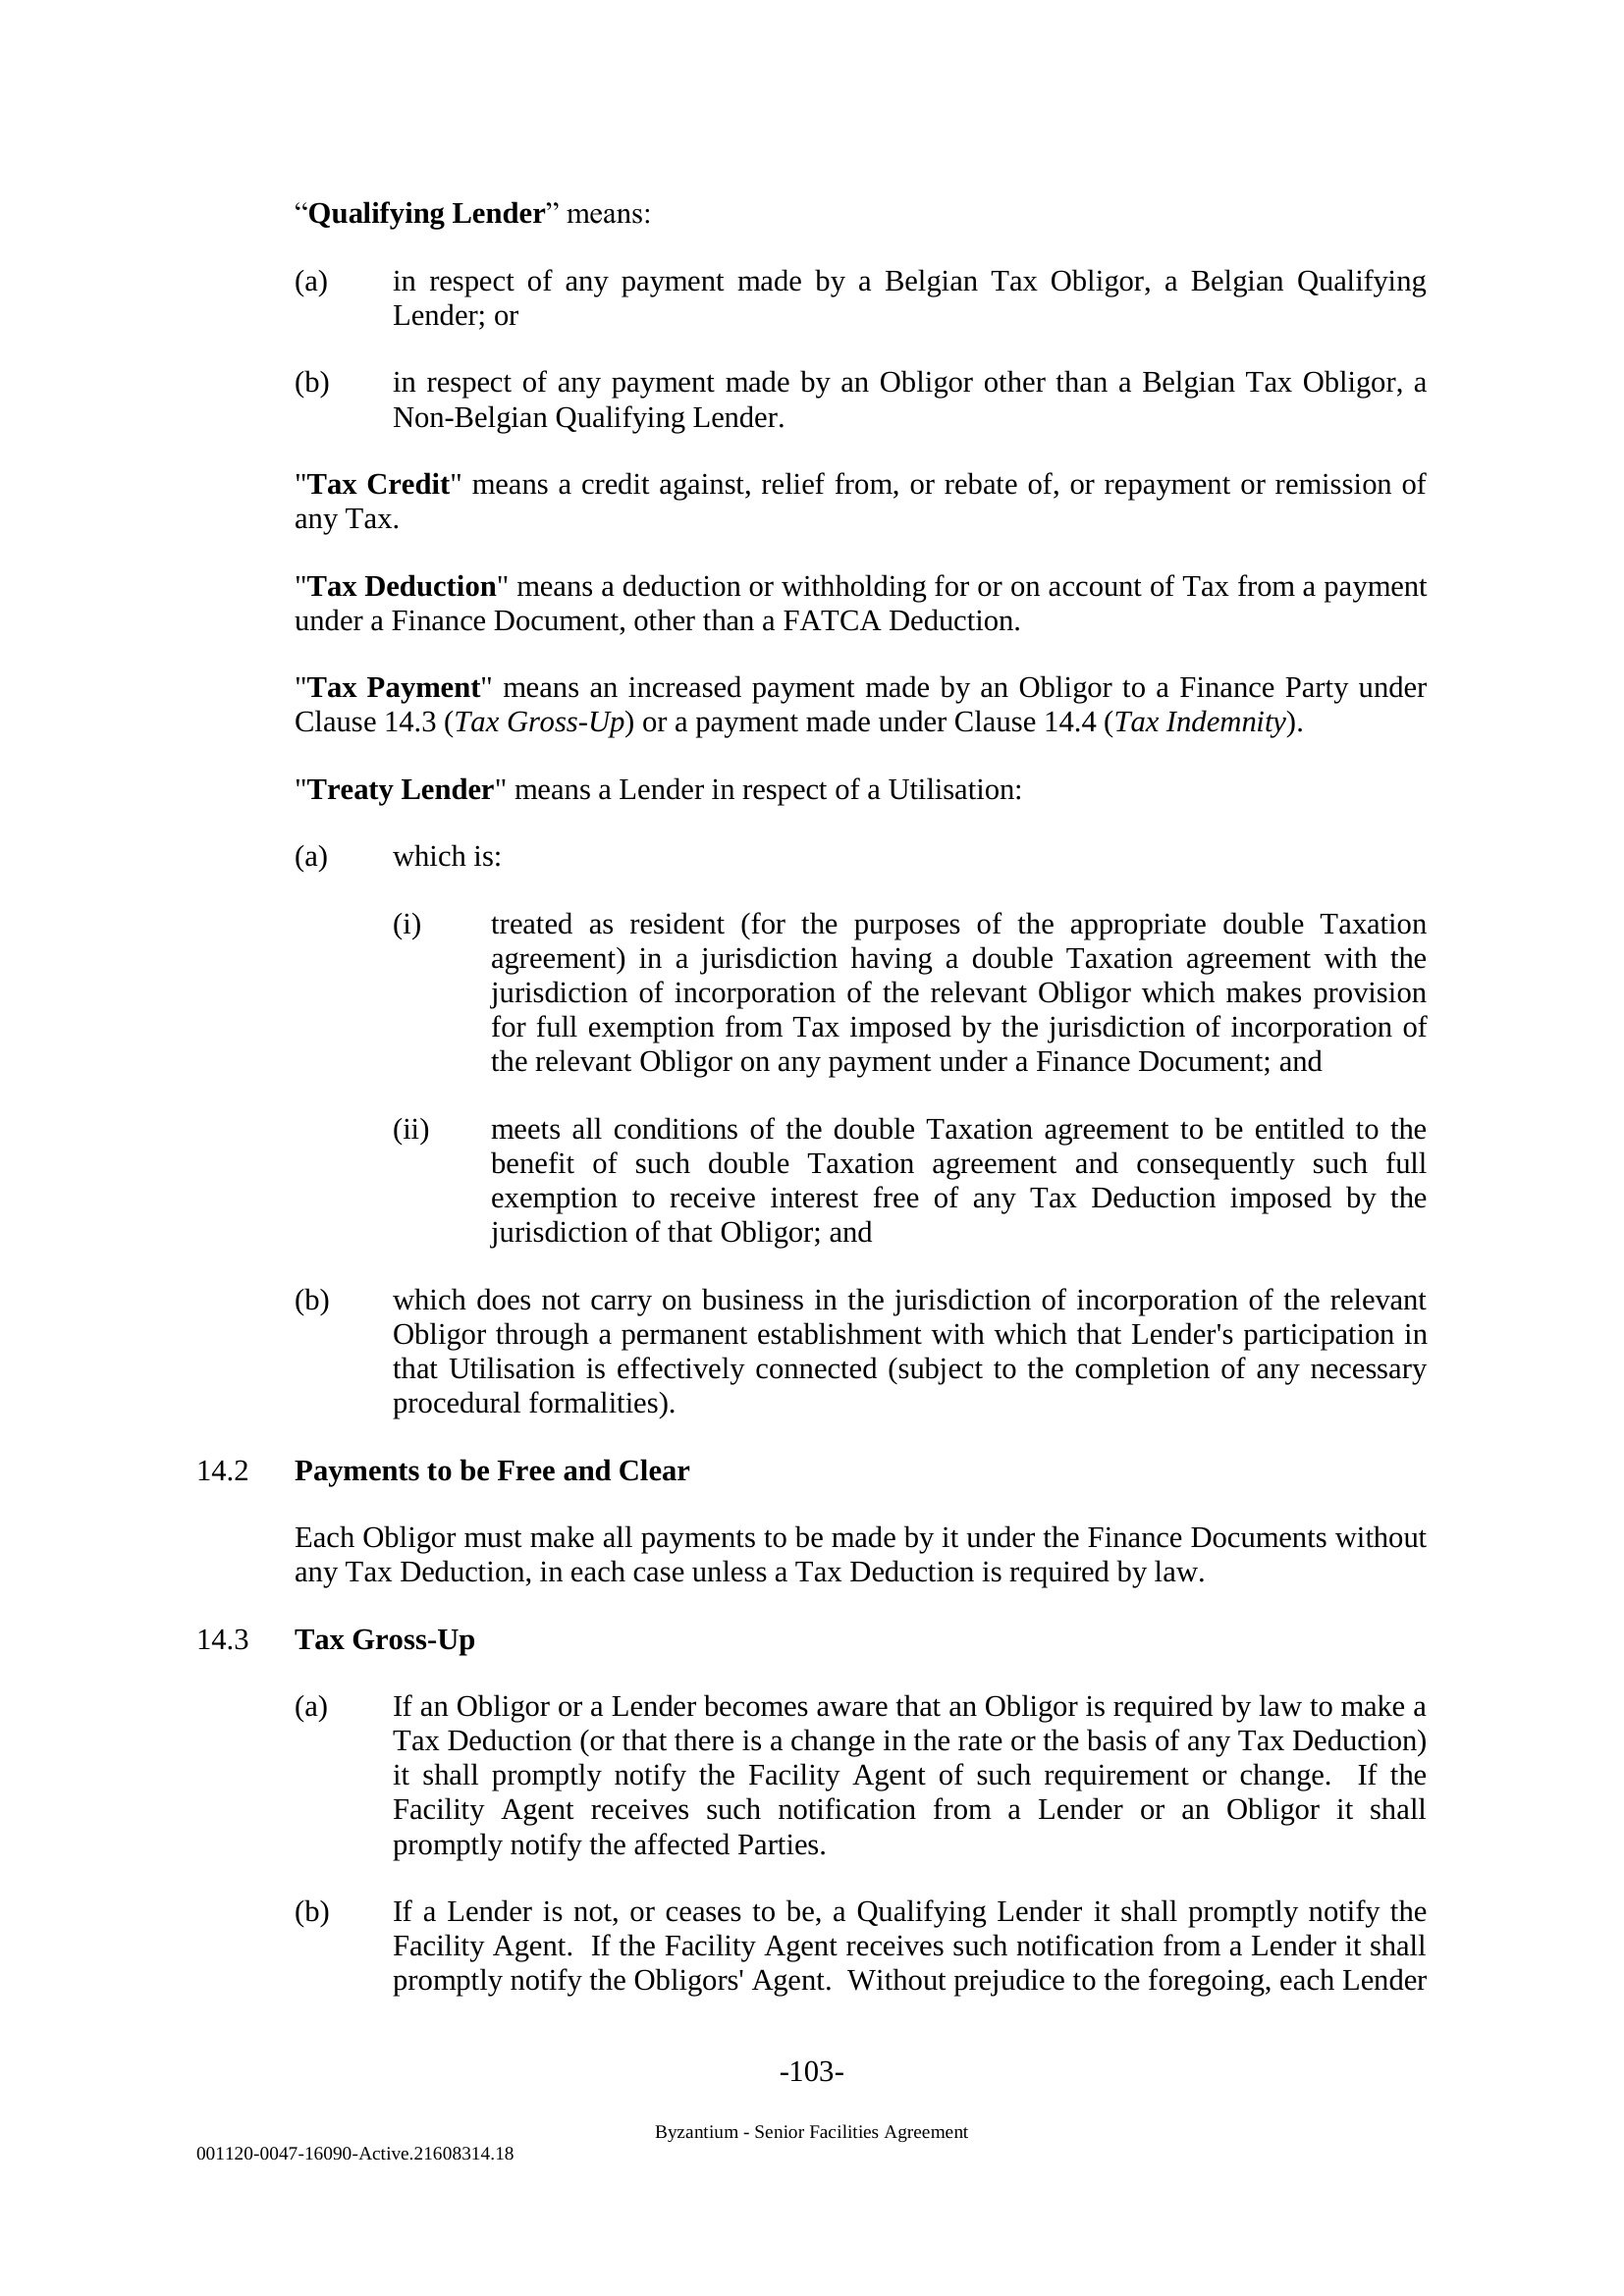 “Qualifying Lender” means:
(a) in respect of any payment made by a Belgian Tax Obligor, a Belgian Qualifying
Lender; or
(b) in respect of any payment made by an Obligor other than a Belgian Tax Obligor, a
Non-Belgian Qualifying Lender.
"Tax Credit" means a credit against, relief from, or rebate of, or repayment or remission of
any Tax.
"Tax Deduction" means a deduction or withholding for or on account of Tax from a payment
under a Finance Document, other than a FATCA Deduction.
"Tax Payment" means an increased payment made by an Obligor to a Finance Party under
Clause 14.3 (Tax Gross-Up) or a payment made under Clause 14.4 (Tax Indemnity).
"Treaty Lender" means a Lender in respect of a Utilisation:
(a) which is:
(i) treated as resident (for the purposes of the appropriate double Taxation
agreement) in a jurisdiction having a double Taxation agreement with the
jurisdiction of incorporation of the relevant Obligor which makes provision
for full exemption from Tax imposed by the jurisdiction of incorporation of
the relevant Obligor on any payment under a Finance Document; and
(ii) meets all conditions of the double Taxation agreement to be entitled to the
benefit of such double Taxation agreement and consequently such full
exemption to receive interest free of any Tax Deduction imposed by the
jurisdiction of that Obligor; and
(b) which does not carry on business in the jurisdiction of incorporation of the relevant
Obligor through a permanent establishment with which that Lender's participation in
that Utilisation is effectively connected (subject to the completion of any necessary
procedural formalities).
14.2 Payments to be Free and Clear
Each Obligor must make all payments to be made by it under the Finance Documents without
any Tax Deduction, in each case unless a Tax Deduction is required by law.
14.3 Tax Gross-Up
(a) If an Obligor or a Lender becomes aware that an Obligor is required by law to make a
Tax Deduction (or that there is a change in the rate or the basis of any Tax Deduction)
it shall promptly notify the Facility Agent of such requirement or change. If the
Facility Agent receives such notification from a Lender or an Obligor it shall
promptly notify the affected Parties.
(b) If a Lender is not, or ceases to be, a Qualifying Lender it shall promptly notify the
Facility Agent. If the Facility Agent receives such notification from a Lender it shall
promptly notify the Obligors' Agent. Without prejudice to the foregoing, each Lender
-103-
Byzantium - Senior Facilities Agreement
001120-0047-16090-Active.21608314.18